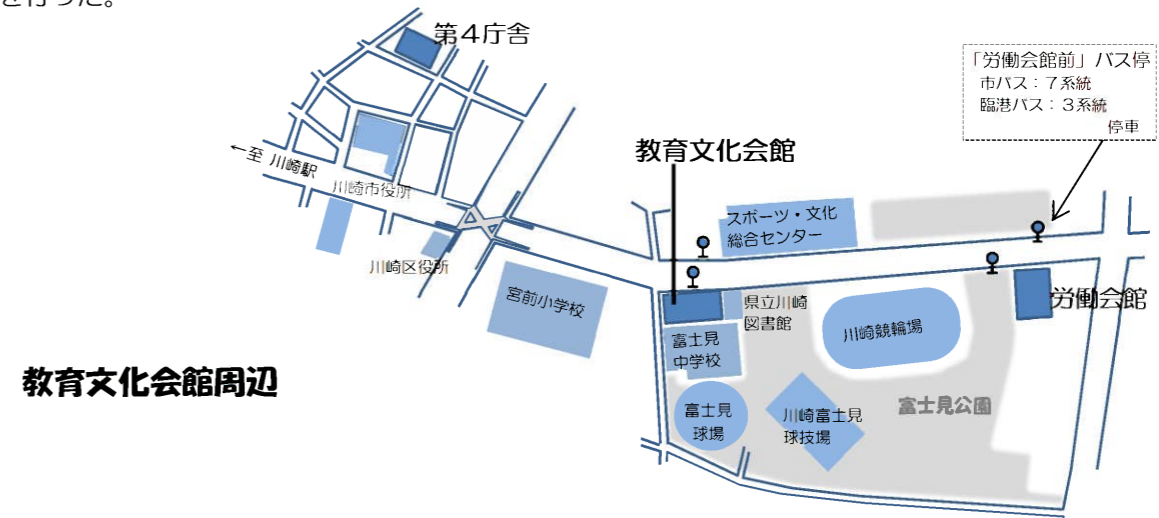 を行った。
第４庁舎
「労働会館前」バス停
市バス：７系統
臨港バス：３系統
停車
←至 川崎駅
川崎市役所
教育文化会館
スポーツ・文化
総合センター
川崎区役所
宮前小学校
県立川崎
図書館
労働会館
川崎競輪場
富士見
中学校
教育文化会館周辺
富士見
球場
川崎富士見
球技場
富士見公園